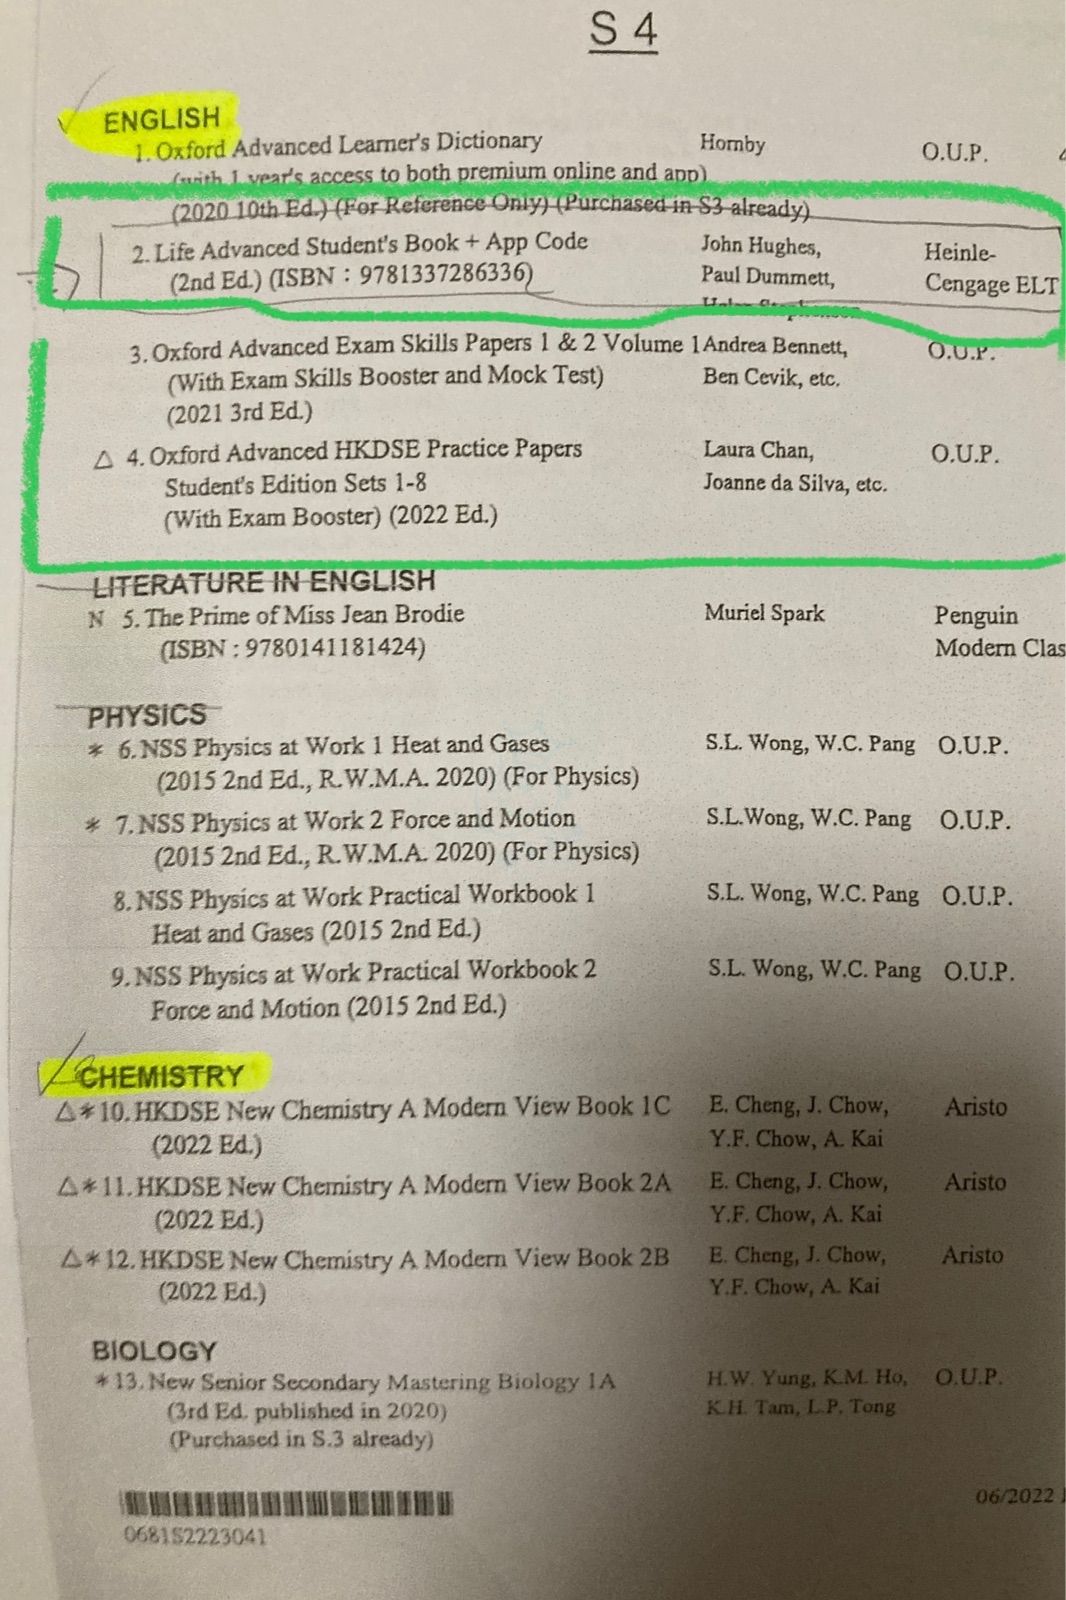 S 4
ENGLISH
1. Oxford Advanced Learner's Dictionary Hornby O.U.P.
(with 1 year's access to both premium online and app)
(2020 10th Ed.) (For Reference Only) (Purchased in S3 already)
2. Life Advanced Student's Book + App Code John Hughes, Heinle-
(2nd Ed.) (ISBN : 9781337286336) Paul Dummett, Cengage ELT
Helen Stephenson
3. Oxford Advanced Exam Skills Papers 1 & 2 Volume 1 Andrea Bennett, O.U.P.
(With Exam Skills Booster and Mock Test) Ben Cevik, etc.
(2021 3rd Ed.)
△ 4. Oxford Advanced HKDSE Practice Papers Laura Chan, O.U.P.
Student's Edition Sets 1-8 Joanne da Silva, etc.
(With Exam Booster) (2022 Ed.)
LITERATURE IN ENGLISH
N 5. The Prime of Miss Jean Brodie Muriel Spark Penguin
(ISBN : 9780141181424) Modern Clas
PHYSICS
* 6. NSS Physics at Work 1 Heat and Gases S.L. Wong, W.C. Pang O.U.P.
(2015 2nd Ed., R.W.M.A. 2020) (For Physics)
* 7. NSS Physics at Work 2 Force and Motion S.L.Wong, W.C. Pang O.U.P.
(2015 2nd Ed., R.W.M.A. 2020) (For Physics)
8. NSS Physics at Work Practical Workbook 1 S.L. Wong, W.C. Pang O.U.P.
Heat and Gases (2015 2nd Ed.)
9. NSS Physics at Work Practical Workbook 2 S.L. Wong, W.C. Pang O.U.P.
Force and Motion (2015 2nd Ed.)
CHEMISTRY
△* 10. HKDSE New Chemistry A Modern View Book 1C E. Cheng, J. Chow, Aristo
(2022 Ed.) Y.F. Chow, A. Kai
△* 11. HKDSE New Chemistry A Modern View Book 2A E. Cheng, J. Chow, Aristo
(2022 Ed.) Y.F. Chow, A. Kai
△* 12. HKDSE New Chemistry A Modern View Book 2B E. Cheng, J. Chow, Aristo
(2022 Ed.) Y.F. Chow, A. Kai
BIOLOGY
* 13. New Senior Secondary Mastering Biology 1A H.W. Yung, K.M. Ho, O.U.P.
(3rd Ed. published in 2020) K.H. Tam, L.P. Tong
(Purchased in S.3 already)
06/2022
0681S2223041